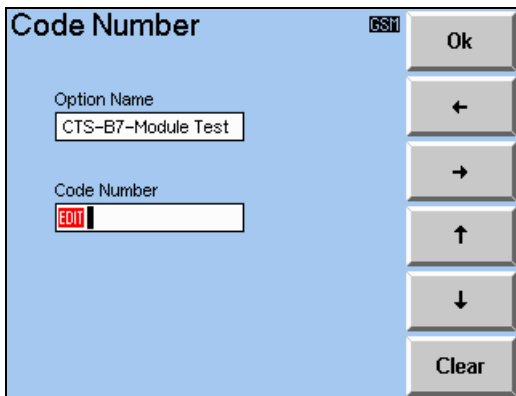 Code Number
GSM
Ok
Option Name
CTS-B7-Module Test
←
→
Code Number
EDIT
↑
↓
Clear